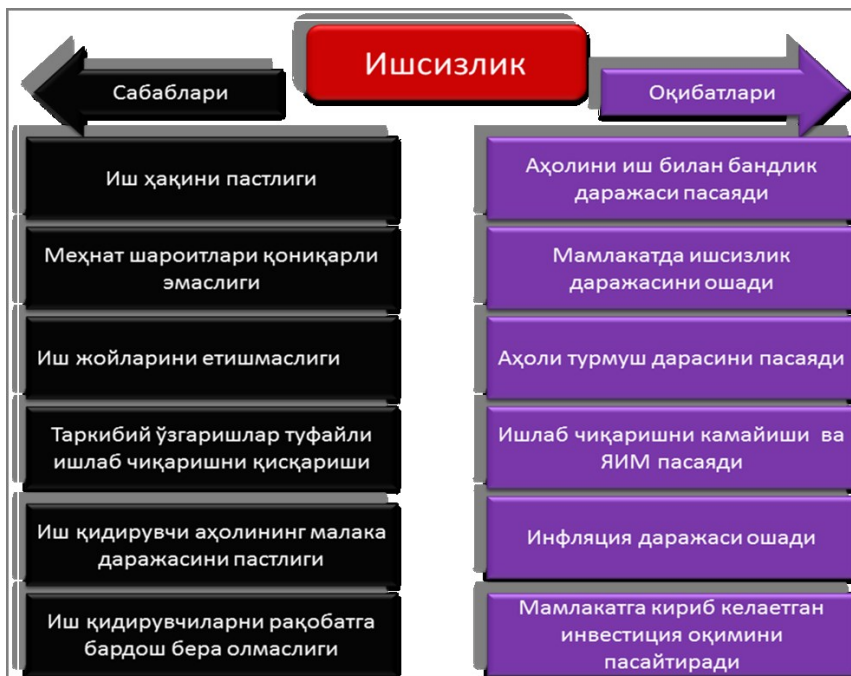 Ишсизлик
Сабаблари
Иш ҳақини пастлиги
Меҳнат шароитлари қониқарли
эмаслиги
Иш жойларини етишмаслиги
Таркибий ўзгаришлар туфайли
ишлаб чиқаришни қисқариши
Иш қидирувчи аҳолининг малака
даражасини пастлиги
Иш қидирувчиларни рақобатга
бардош бера олмаслиги
Оқибатлари
Аҳолини иш билан бандлик
даражаси пасаяди
Мамлакатда ишсизлик
даражасини ошади
Аҳоли турмуш дарасини пасаяди
Ишлаб чиқаришни камайиши ва
ЯИМ пасаяди
Инфляция даражаси ошади
Мамлакатга кириб келаетган
инвестиция оқимини
пасайтиради